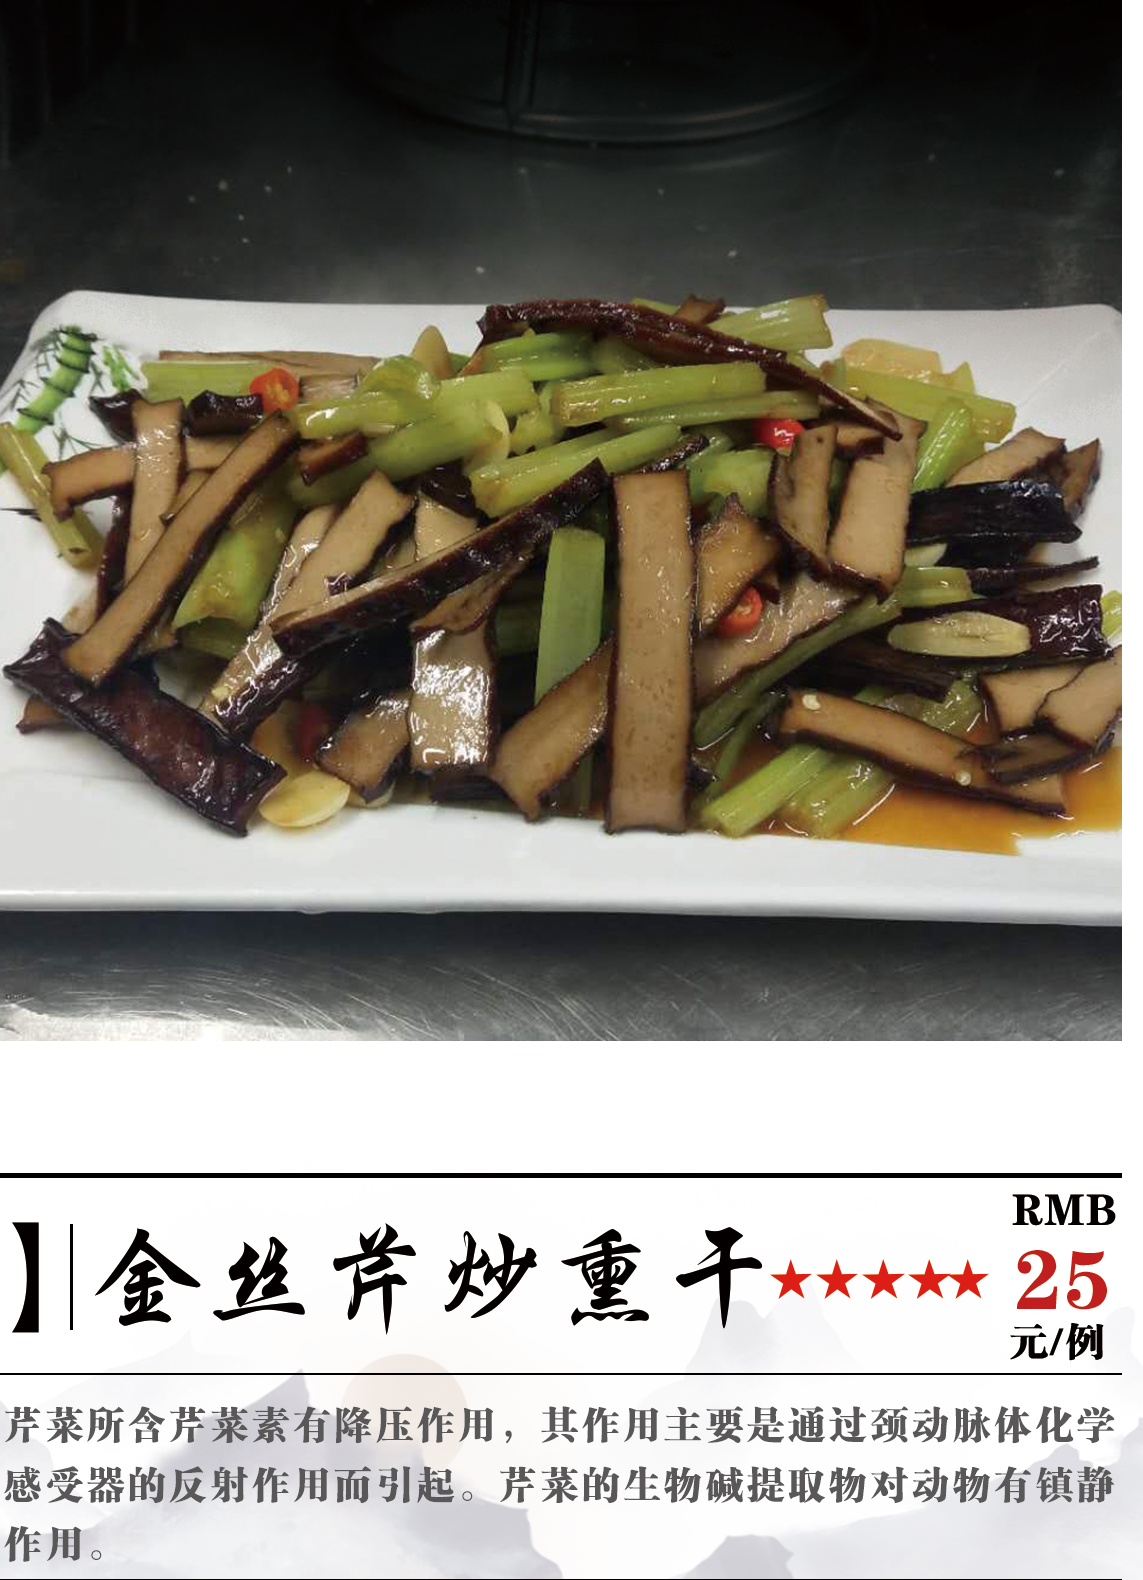 】金丝芹炒熏干★★★★★
RMB
25
元/例
芹菜所含芹菜素有降压作用，其作用主要是通过颈动脉体化学
感受器的反射作用而引起。芹菜的生物碱提取物对动物有镇静
作用。